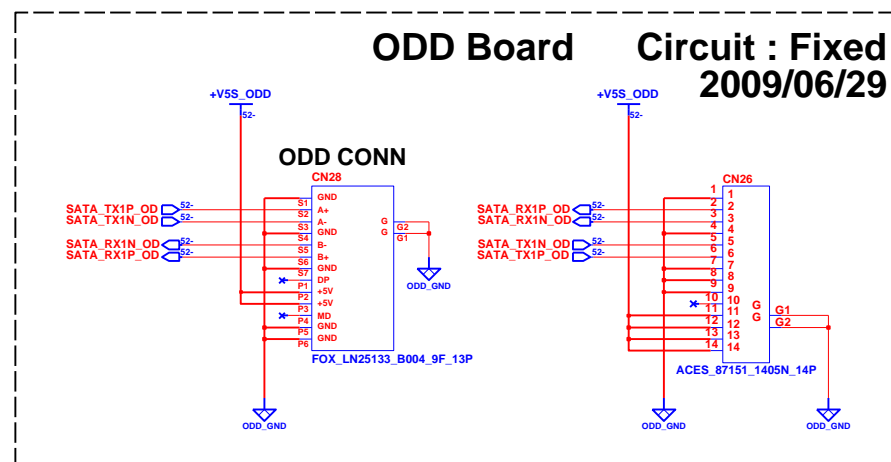 ODD Board Circuit : Fixed
2009/06/29
+V5S_ODD
52-
ODD CONN
CN28
SATA_TX1P_OD 52- S1 GND
SATA_TX1N_OD 52- S2 A+
S3 A-
SATA_RX1N_OD 52- S4 GND
SATA_RX1P_OD 52- S5 B-
S6 B+
S7 GND
P1 DP
P2 +5V
P3 +5V
P4 MD
P5 GND
P6 GND
G G2
G G1
ODD_GND
FOX_LN25133_B004_9F_13P
ODD_GND
+V5S_ODD
52-
CN26
SATA_RX1P_OD 52-
SATA_RX1N_OD 52-
SATA_TX1N_OD 52-
SATA_TX1P_OD 52-
1 1
2 2
3 3
4 4
5 5
6 6
7 7
8 8
9 9
10 10
11 11
12 12
13 13
14 14
G G1
G G2
ACES_87151_1405N_14P
ODD_GND
ODD_GND